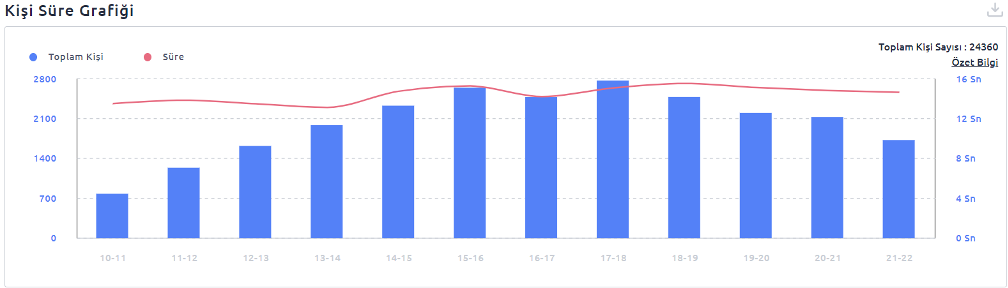 Kişi Süre Grafiği
Toplam Kişi Sayısı : 24360
Özet Bilgi
Toplam Kişi Süre
2800 16 Sn
2100 12 Sn
1400 8 Sn
700 4 Sn
0 0 Sn
10-11 11-12 12-13 13-14 14-15 15-16 16-17 17-18 18-19 19-20 20-21 21-22